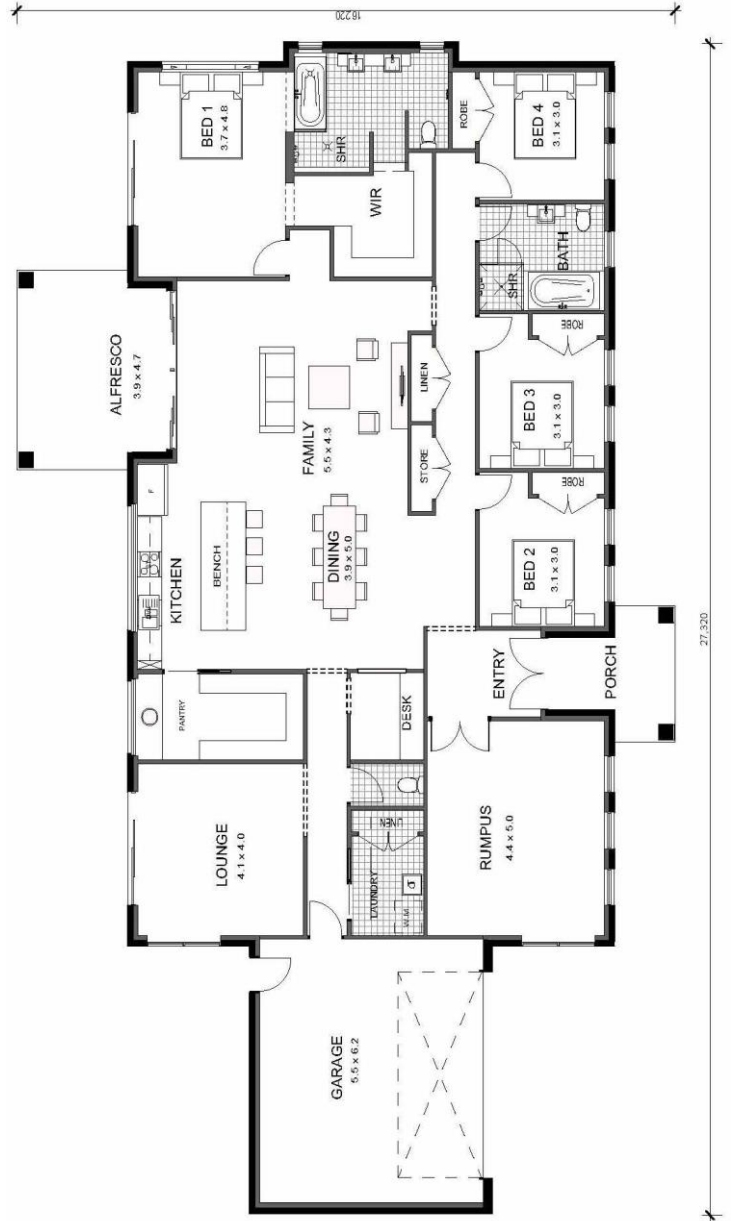 16.220
BED 1
3.7 x 4.8
SHR
WIR
ROBE
BED 4
3.1 x 3.0
BATH
SHR
ALFRESCO
3.9 x 4.7
LINEN
ROBE
BED 3
3.1 x 3.0
FAMILY
5.5 x 4.3
STORE
ROBE
F
KITCHEN
BENCH
DINING
3.9 x 5.0
BED 2
3.1 x 3.0
27.320
ENTRY
PORCH
PANTRY
DESK
LOUNGE
4.1 x 4.0
LINEN
LAUNDRY
W.M
RUMPUS
4.4 x 5.0
GARAGE
5.5 x 6.2